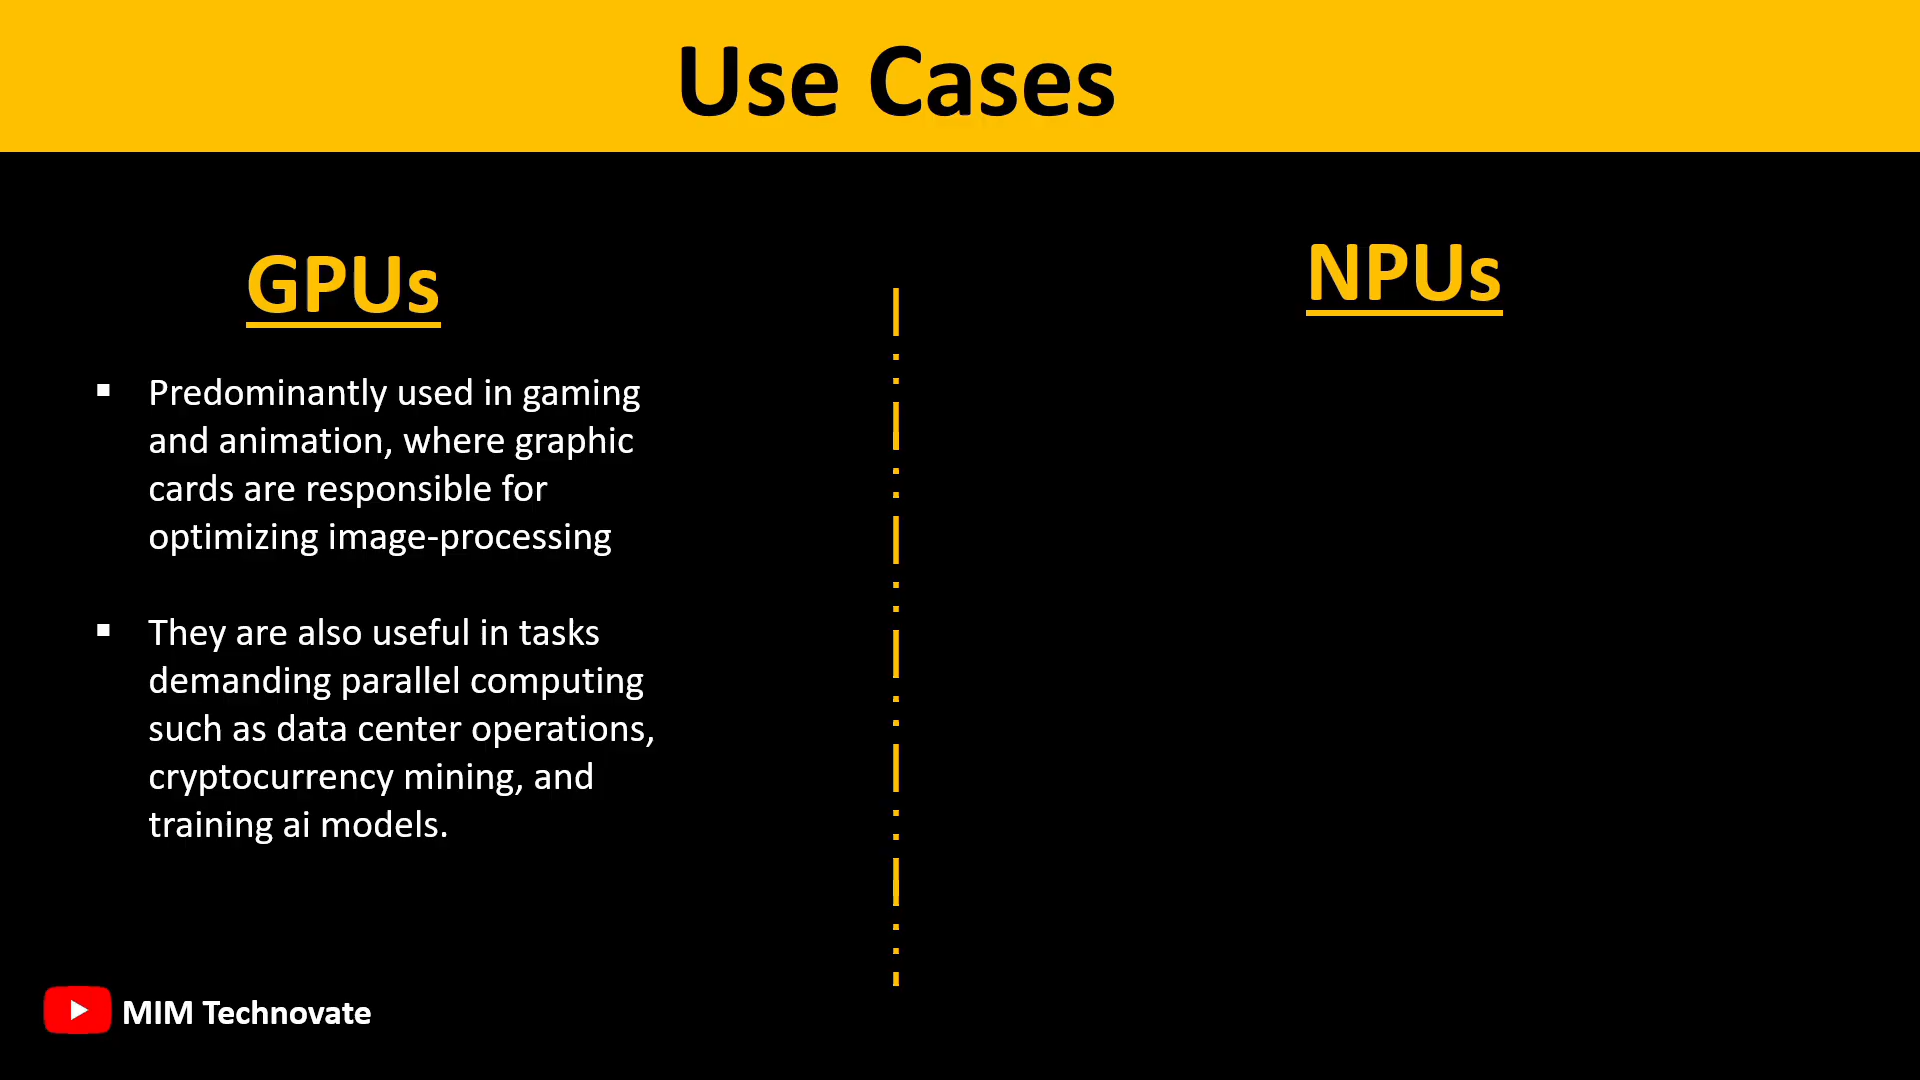 Use Cases
GPUs
▪ Predominantly used in gaming
and animation, where graphic
cards are responsible for
optimizing image-processing
▪ They are also useful in tasks
demanding parallel computing
such as data center operations,
cryptocurrency mining, and
training ai models.
NPUs
MIM Technovate